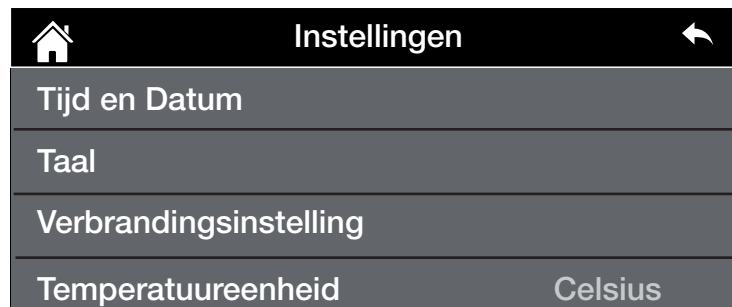 Instellingen
Tijd en Datum
Taal
Verbrandingsinstelling
Temperatuureenheid Celsius